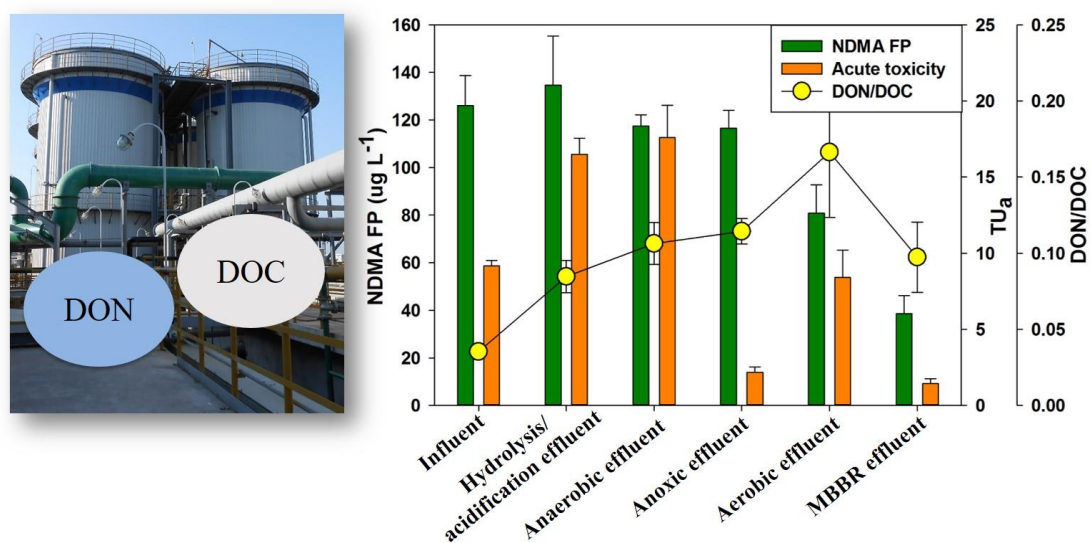 DON
DOC
NDMA FP (ug L-1)
160
140
120
100
80
60
40
20
0
NDMA FP
Acute toxicity
DON/DOC
25
20
15
10
5
0
TUa
0.25
0.20
0.15
0.10
0.05
0.00
DON/DOC
Influent
Hydrolysis/
acidification effluent
Anaerobic effluent
Anoxic effluent
Aerobic effluent
MBBR effluent